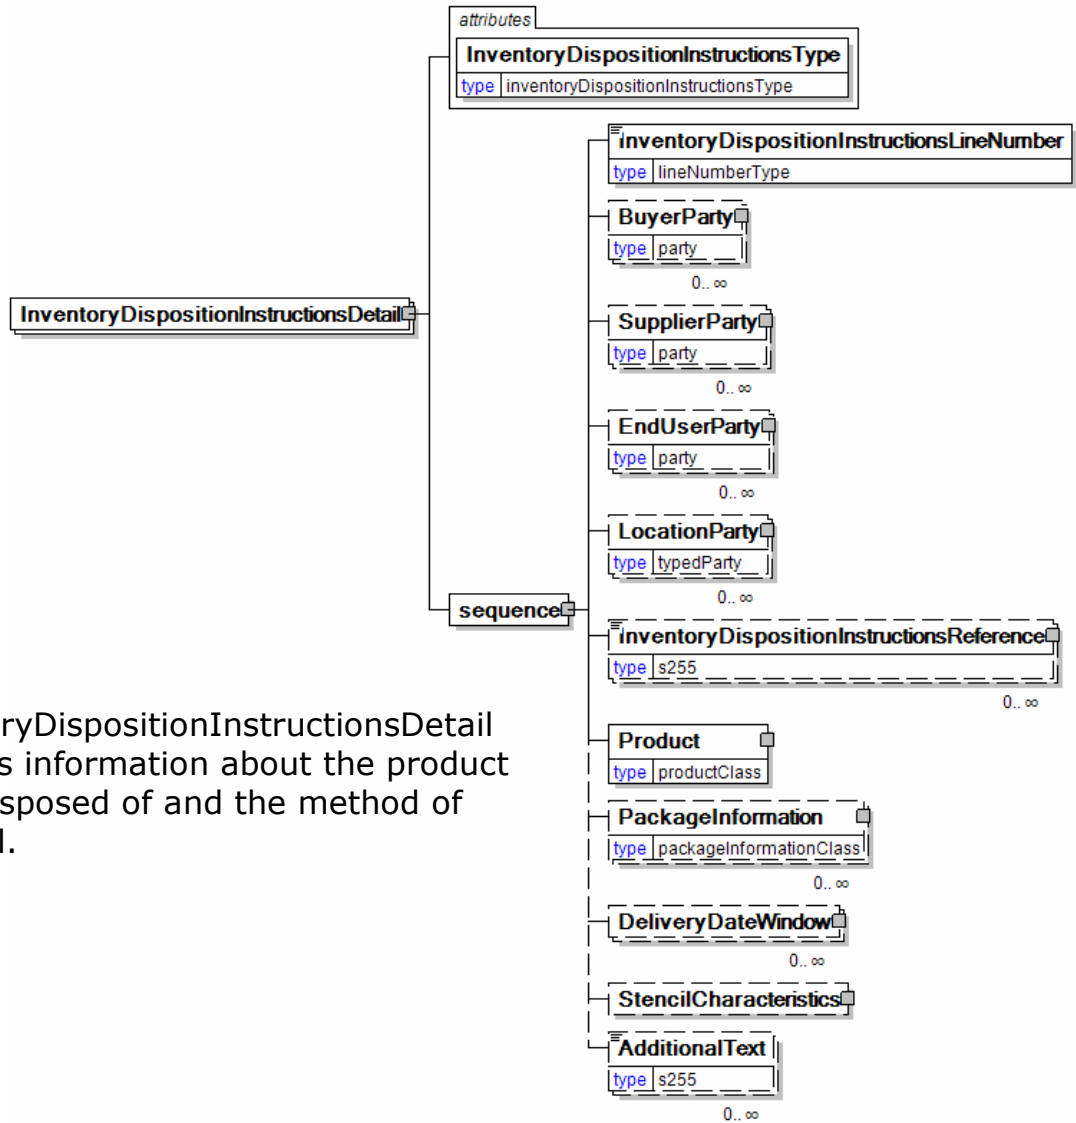 attributes
InventoryDispositionInstructionsType
type inventoryDispositionInstructionsType
InventoryDispositionInstructionsLineNumber
type lineNumberType
BuyerParty
type party
0.. ∞
InventoryDispositionInstructionsDetail
SupplierParty
type party
0.. ∞
EndUserParty
type party
0.. ∞
LocationParty
type typedParty
0.. ∞
sequence
InventoryDispositionInstructionsReference
type s255
0.. ∞
ryDispositionInstructionsDetail
s information about the product
sposed of and the method of
l.
Product
type productClass
PackageInformation
type packageInformationClass
0.. ∞
DeliveryDateWindow
0.. ∞
StencilCharacteristics
AdditionalText
type s255
0.. ∞